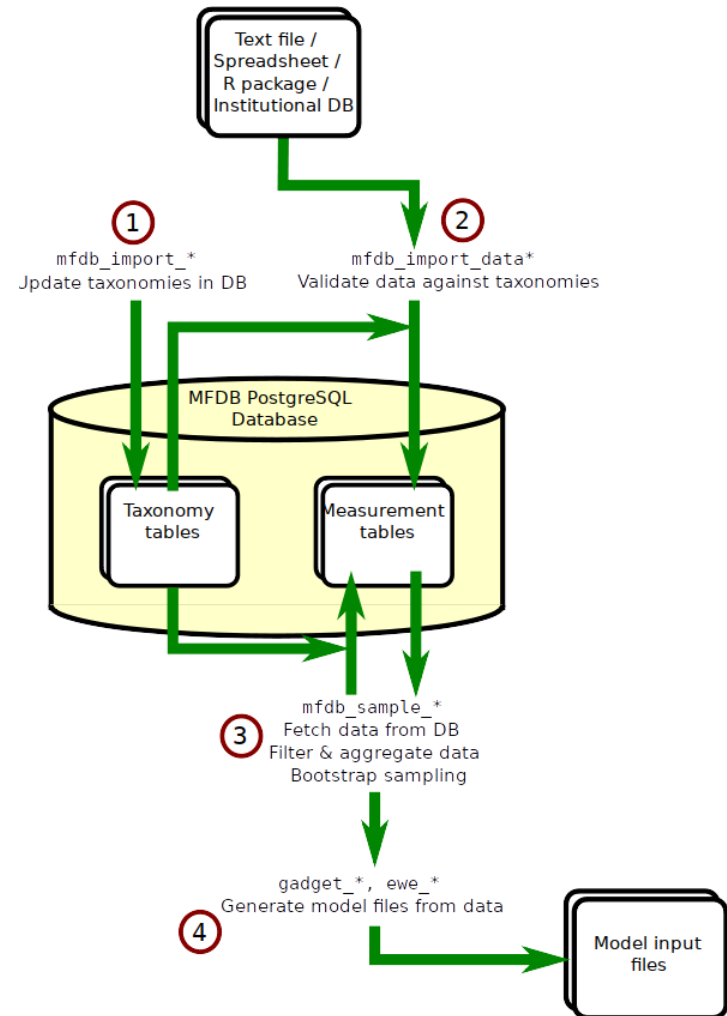 Text file /
Spreadsheet /
R package /
Institutional DB
1
2
mfdb_import_*
Update taxonomies in DB
mfdb_import_data*
Validate data against taxonomies
MFDB PostgreSQL
Database
Taxonomy
tables
Measurement
tables
3
mfdb_sample_*
Fetch data from DB
Filter & aggregate data
Bootstrap sampling
gadget_*, ewe_*
Generate model files from data
4
Model input
files